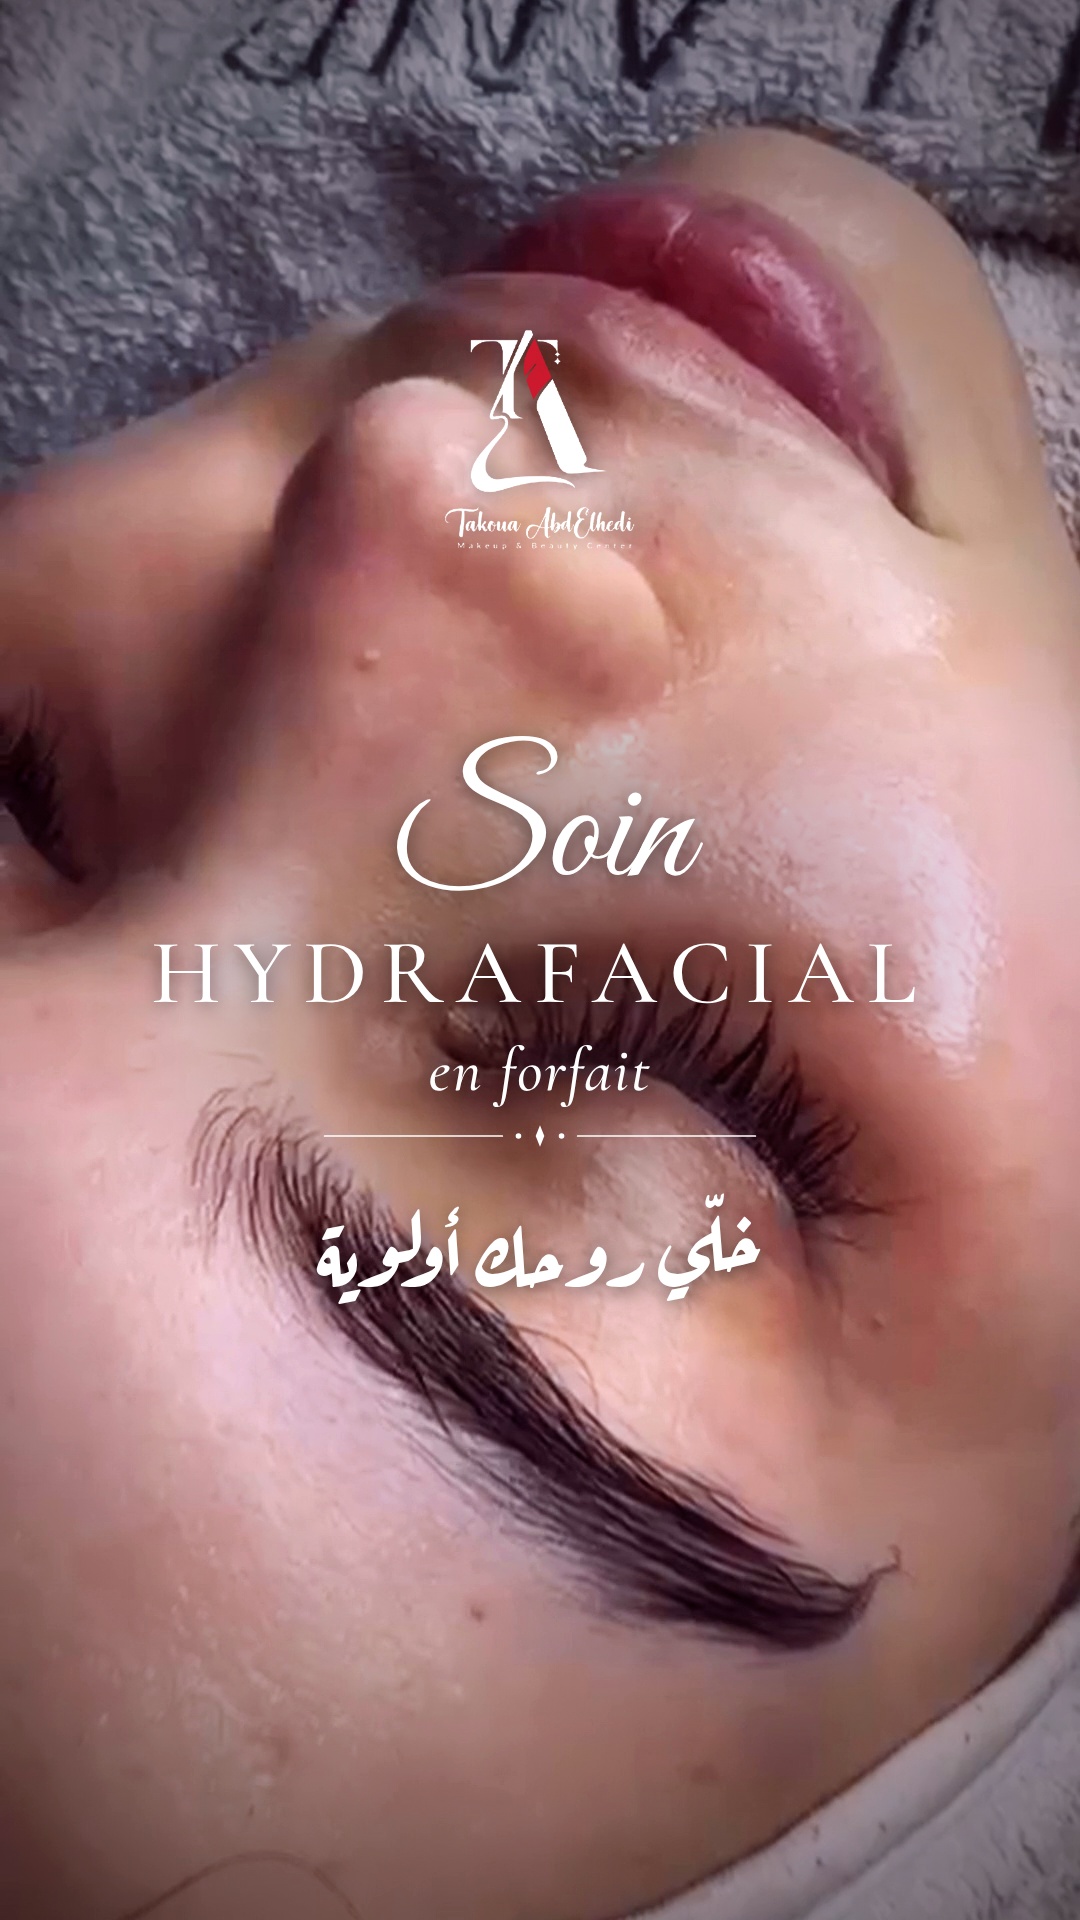 Takoua AbdElhedi
Makeup & Beauty Center
Soin
HYDRAFACIAL
en forfait
خلّي روحك أولوية